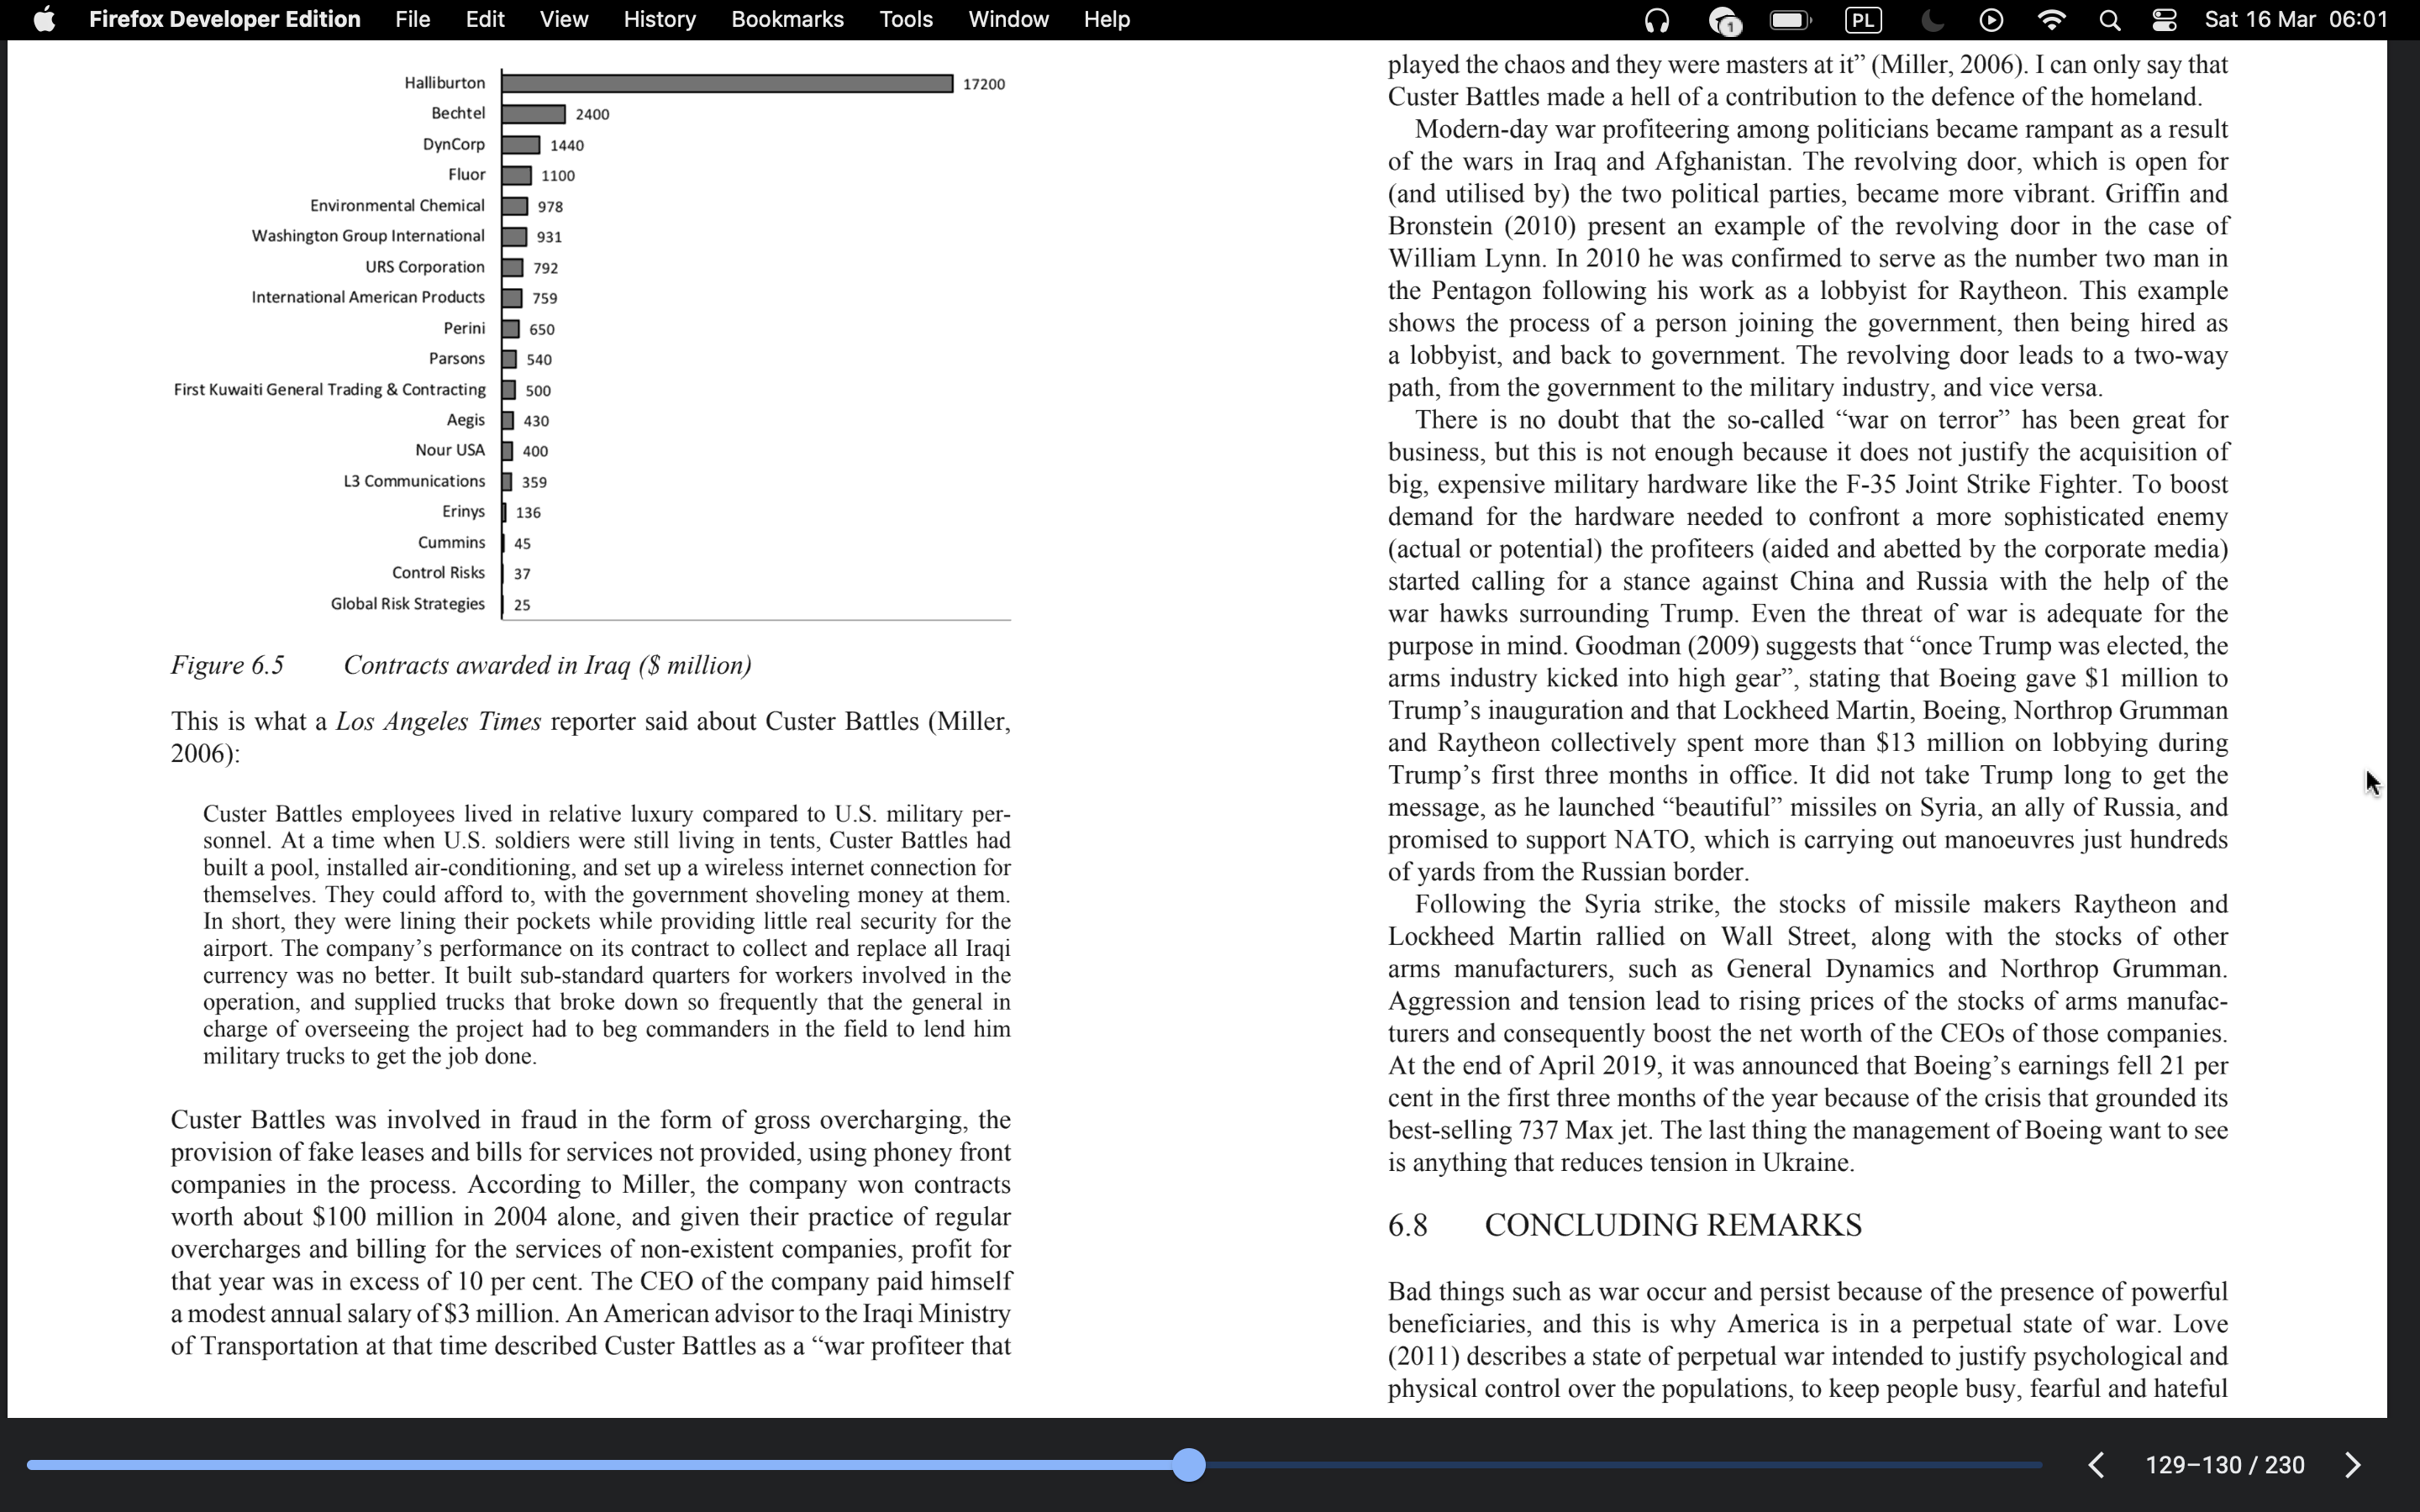 Firefox Developer Edition File Edit View History Bookmarks Tools Window Help 1 PL Sat 16 Mar 06:01
Halliburton 17200
Bechtel 2400
DynCorp 1440
Fluor 1100
Environmental Chemical 978
Washington Group International 931
URS Corporation 792
International American Products 759
Perini 650
Parsons 540
First Kuwaiti General Trading & Contracting 500
Aegis 430
Nour USA 400
L3 Communications 359
Erinys 136
Cummins 45
Control Risks 37
Global Risk Strategies 25
Figure 6.5 Contracts awarded in Iraq ($ million)
This is what a Los Angeles Times reporter said about Custer Battles (Miller,
2006):
Custer Battles employees lived in relative luxury compared to U.S. military per-
sonnel. At a time when U.S. soldiers were still living in tents, Custer Battles had
built a pool, installed air-conditioning, and set up a wireless internet connection for
themselves. They could afford to, with the government shoveling money at them.
In short, they were lining their pockets while providing little real security for the
airport. The company’s performance on its contract to collect and replace all Iraqi
currency was no better. It built sub-standard quarters for workers involved in the
operation, and supplied trucks that broke down so frequently that the general in
charge of overseeing the project had to beg commanders in the field to lend him
military trucks to get the job done.
Custer Battles was involved in fraud in the form of gross overcharging, the
provision of fake leases and bills for services not provided, using phoney front
companies in the process. According to Miller, the company won contracts
worth about $100 million in 2004 alone, and given their practice of regular
overcharges and billing for the services of non-existent companies, profit for
that year was in excess of 10 per cent. The CEO of the company paid himself
a modest annual salary of $3 million. An American advisor to the Iraqi Ministry
of Transportation at that time described Custer Battles as a “war profiteer that
played the chaos and they were masters at it” (Miller, 2006). I can only say that
Custer Battles made a hell of a contribution to the defence of the homeland.
Modern-day war profiteering among politicians became rampant as a result
of the wars in Iraq and Afghanistan. The revolving door, which is open for
(and utilised by) the two political parties, became more vibrant. Griffin and
Bronstein (2010) present an example of the revolving door in the case of
William Lynn. In 2010 he was confirmed to serve as the number two man in
the Pentagon following his work as a lobbyist for Raytheon. This example
shows the process of a person joining the government, then being hired as
a lobbyist, and back to government. The revolving door leads to a two-way
path, from the government to the military industry, and vice versa.
There is no doubt that the so-called “war on terror” has been great for
business, but this is not enough because it does not justify the acquisition of
big, expensive military hardware like the F-35 Joint Strike Fighter. To boost
demand for the hardware needed to confront a more sophisticated enemy
(actual or potential) the profiteers (aided and abetted by the corporate media)
started calling for a stance against China and Russia with the help of the
war hawks surrounding Trump. Even the threat of war is adequate for the
purpose in mind. Goodman (2009) suggests that “once Trump was elected, the
arms industry kicked into high gear”, stating that Boeing gave $1 million to
Trump’s inauguration and that Lockheed Martin, Boeing, Northrop Grumman
and Raytheon collectively spent more than $13 million on lobbying during
Trump’s first three months in office. It did not take Trump long to get the
message, as he launched “beautiful” missiles on Syria, an ally of Russia, and
promised to support NATO, which is carrying out manoeuvres just hundreds
of yards from the Russian border.
Following the Syria strike, the stocks of missile makers Raytheon and
Lockheed Martin rallied on Wall Street, along with the stocks of other
arms manufacturers, such as General Dynamics and Northrop Grumman.
Aggression and tension lead to rising prices of the stocks of arms manufac-
turers and consequently boost the net worth of the CEOs of those companies.
At the end of April 2019, it was announced that Boeing’s earnings fell 21 per
cent in the first three months of the year because of the crisis that grounded its
best-selling 737 Max jet. The last thing the management of Boeing want to see
is anything that reduces tension in Ukraine.
6.8 CONCLUDING REMARKS
Bad things such as war occur and persist because of the presence of powerful
beneficiaries, and this is why America is in a perpetual state of war. Love
(2011) describes a state of perpetual war intended to justify psychological and
physical control over the populations, to keep people busy, fearful and hateful
129–130 / 230